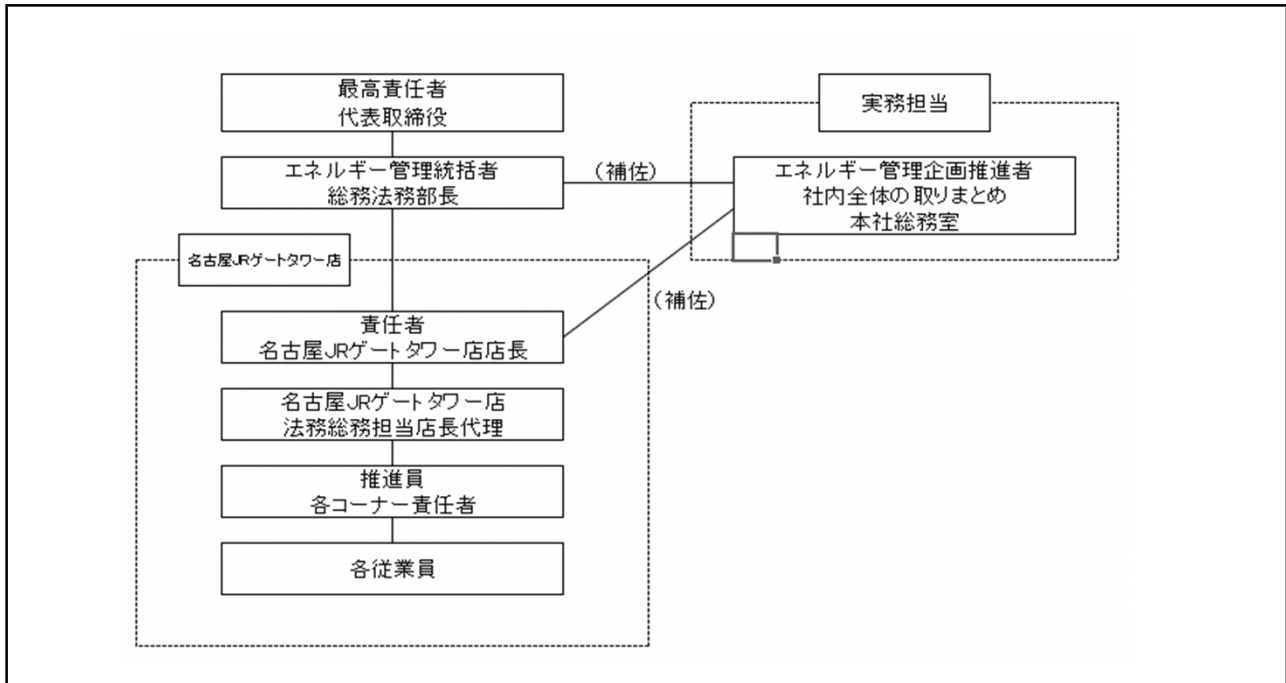 最高責任者
代表取締役
実務担当
エネルギー管理統括者
総務法務部長
(補佐)
エネルギー管理企画推進者
社内全体の取りまとめ
本社総務室
名古屋JRゲートタワー店
(補佐)
責任者
名古屋JRゲートタワー店店長
名古屋JRゲートタワー店
法務総務担当店長代理
推進員
各コーナー責任者
各従業員